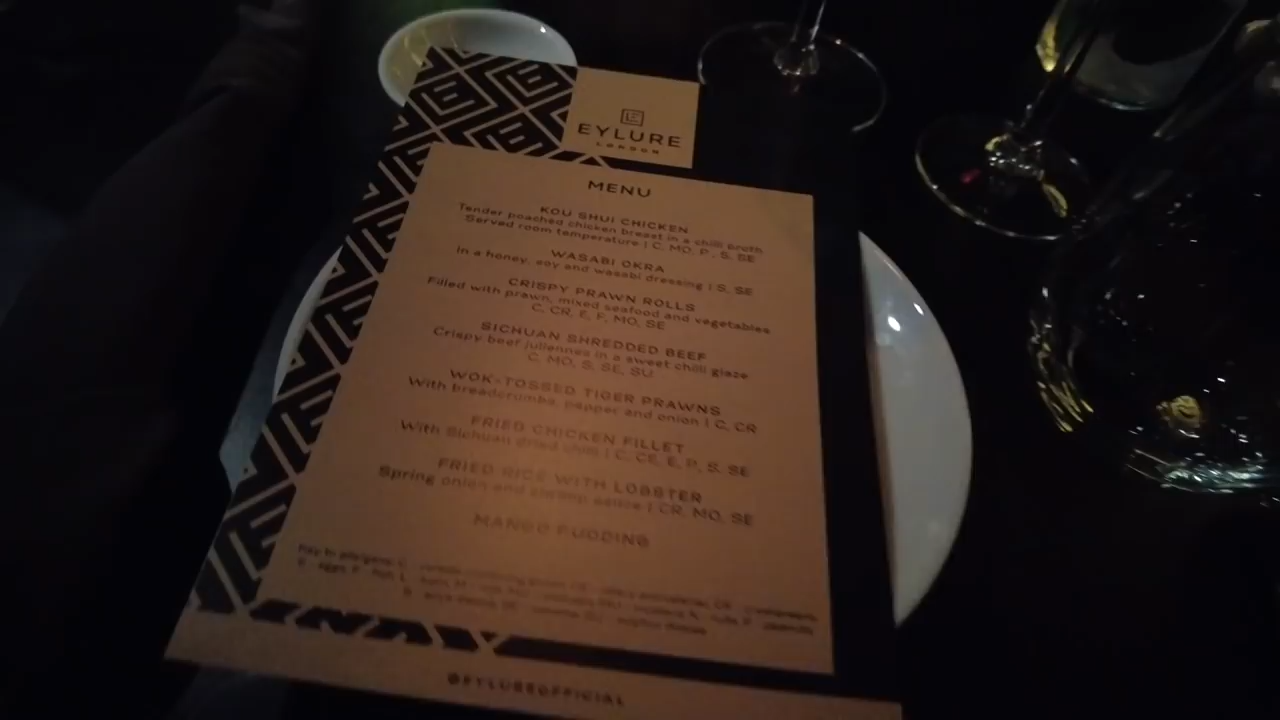 EYLURE
LONDON
MENU
KOU SHUI CHICKEN
Tender poached chicken breast in a chilli broth
Served room temperature | C, MO, P, S, SE
WASABI OKRA
In a honey, soy and wasabi dressing | S, SE
CRISPY PRAWN ROLLS
Filled with prawn, mixed seafood and vegetables
C, CR, E, F, MO, SE
SICHUAN SHREDDED BEEF
Crispy beef juliennes in a sweet chilli glaze
C, MO, S, SE, SU
WOK-TOSSED TIGER PRAWNS
With breadcrumbs, pepper and onion | C, CR
FRIED CHICKEN FILLET
With Sichuan dried chilli | C, CE, E, P, S, SE
FRIED RICE WITH LOBSTER
Spring onion and shrimp paste | CR, MO, SE
MANGO PUDDING
Key to allergens: C
@EYLUREOFFICIAL